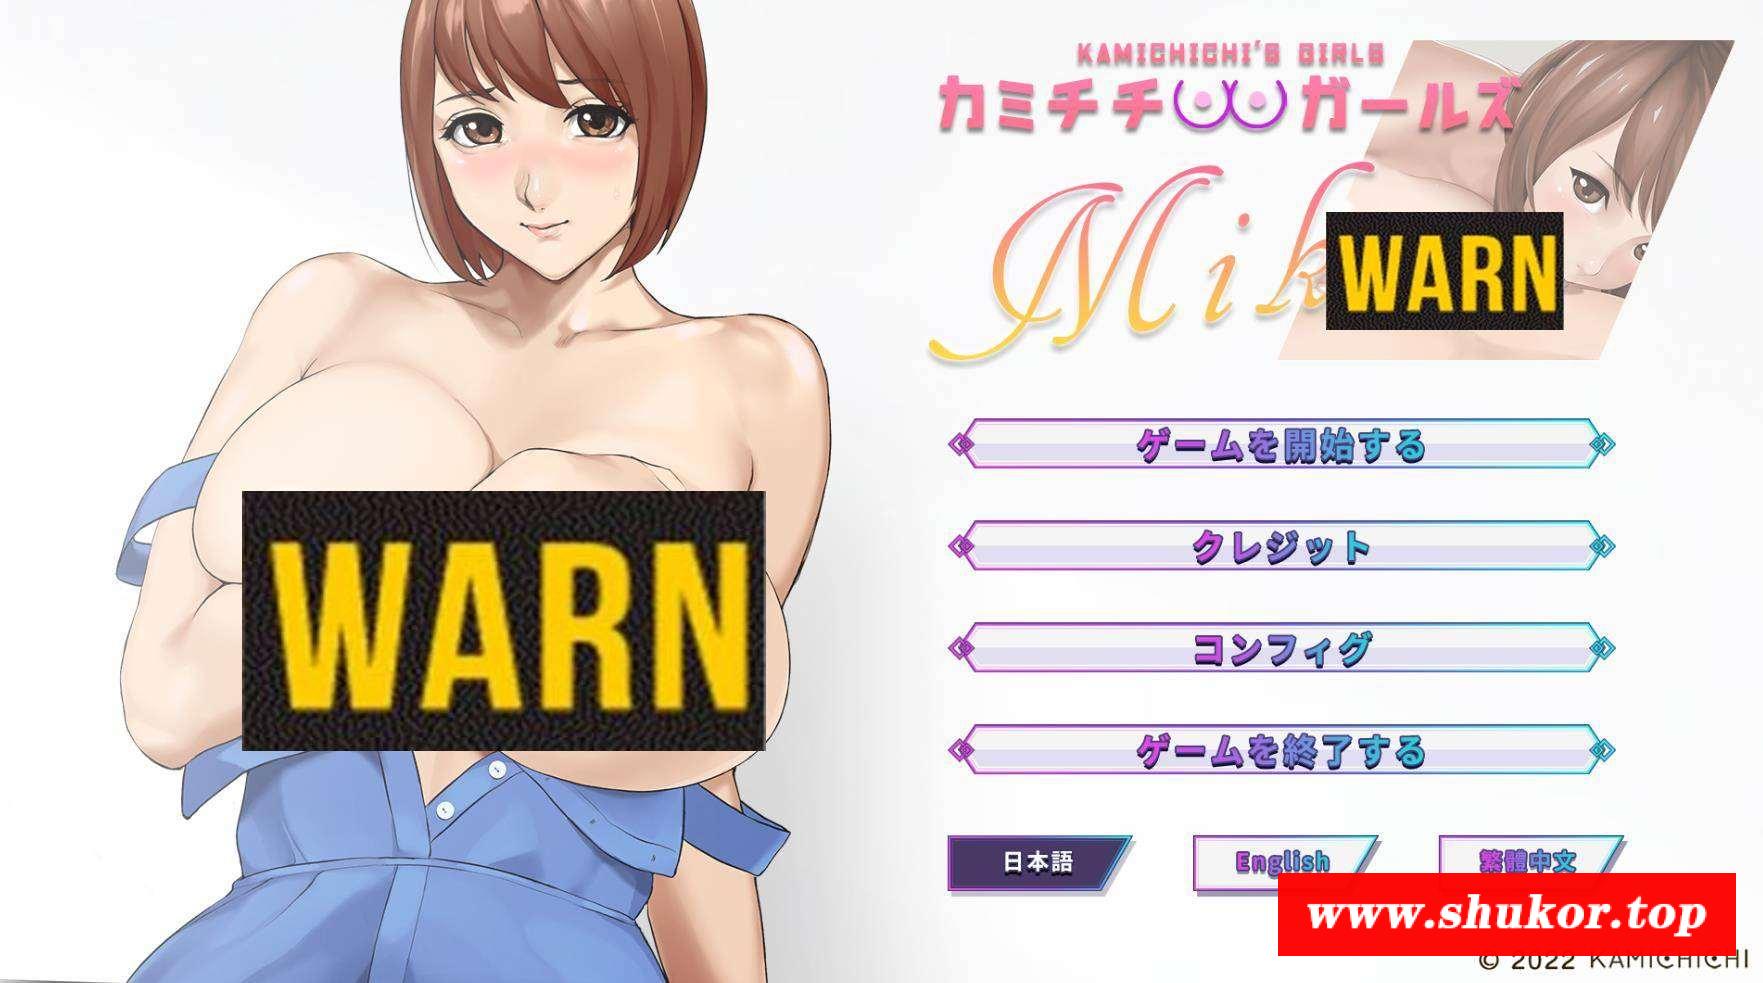 KAMICHICHI'S GIRLS
カミチチ ガールズ
Mik
WARN
WARN
ゲームを開始する
クレジット
コンフィグ
ゲームを終了する
日本語
English
繁體中文
www.shukor.top
© 2022 KAMICHICHI